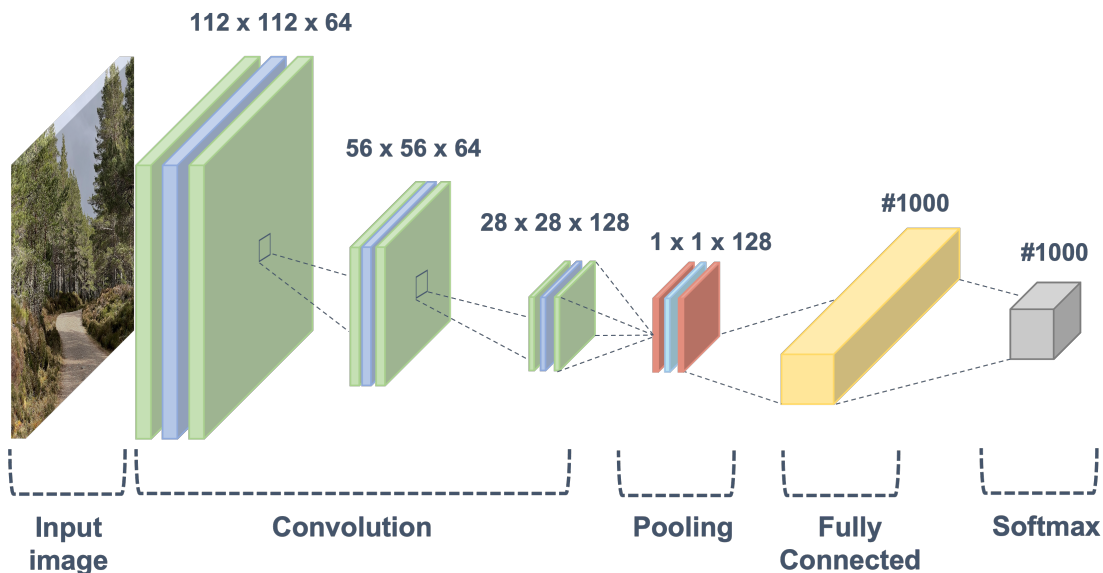 112 x 112 x 64
56 x 56 x 64
28 x 28 x 128
1 x 1 x 128
#1000
#1000
Input
image
Convolution
Pooling
Fully
Connected
Softmax